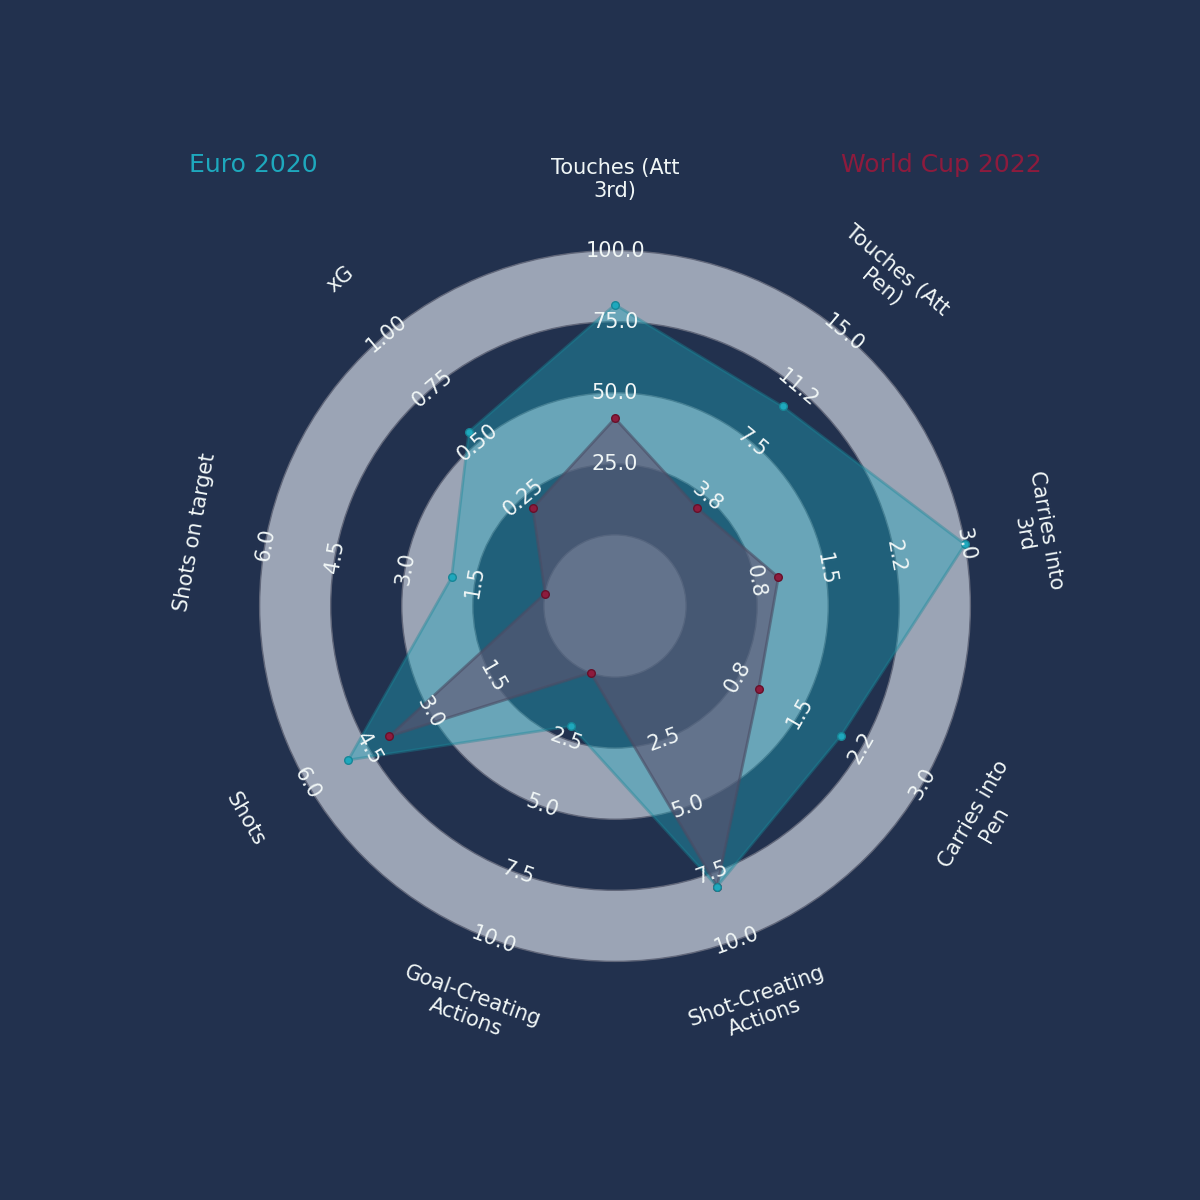 Euro 2020
World Cup 2022
Touches (Att
3rd)
100.0
75.0
50.0
25.0
Touches (Att
Pen)
15.0
11.2
7.5
3.8
Carries into
3rd
3.0
2.2
1.5
0.8
Carries into
Pen
3.0
2.2
1.5
0.8
Shot-Creating
Actions
10.0
7.5
5.0
2.5
Goal-Creating
Actions
10.0
7.5
5.0
2.5
Shots
6.0
4.5
3.0
1.5
Shots on target
6.0
4.5
3.0
1.5
xG
1.00
0.75
0.50
0.25